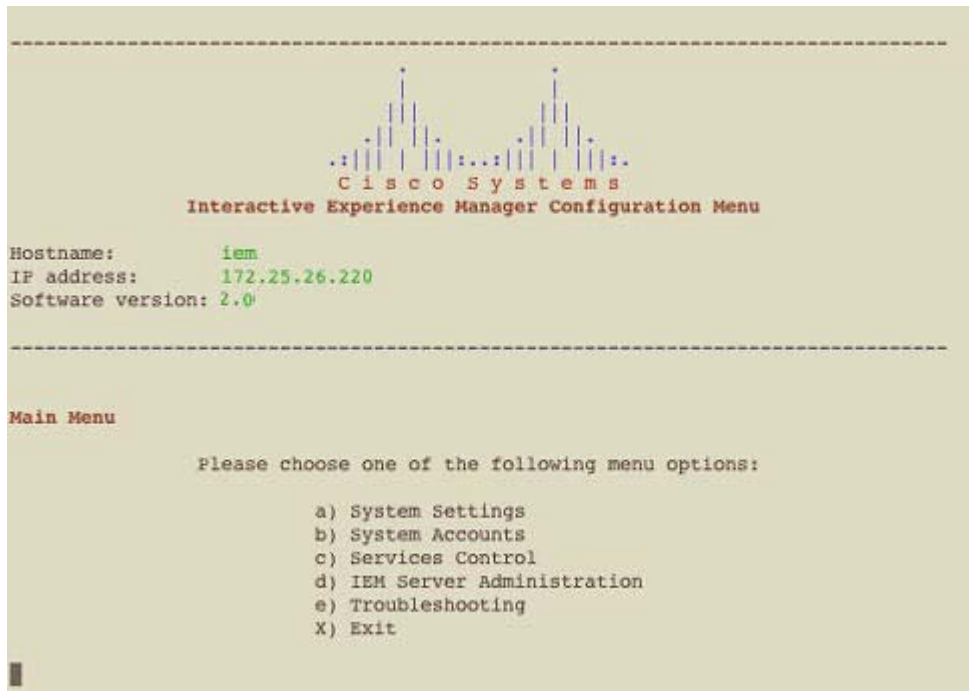 Cisco Systems
Interactive Experience Manager Configuration Menu
Hostname: iem
IP address: 172.25.26.220
Software version: 2.0
Main Menu
Please choose one of the following menu options:
a) System Settings
b) System Accounts
c) Services Control
d) IEM Server Administration
e) Troubleshooting
X) Exit